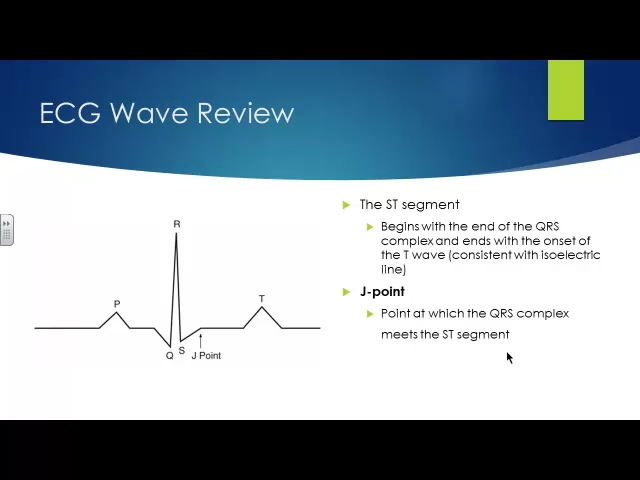 ECG Wave Review
The ST segment
Begins with the end of the QRS
complex and ends with the onset of
the T wave (consistent with isoelectric
line)
J-point
Point at which the QRS complex
meets the ST segment
R
P
T
Q
S
J Point